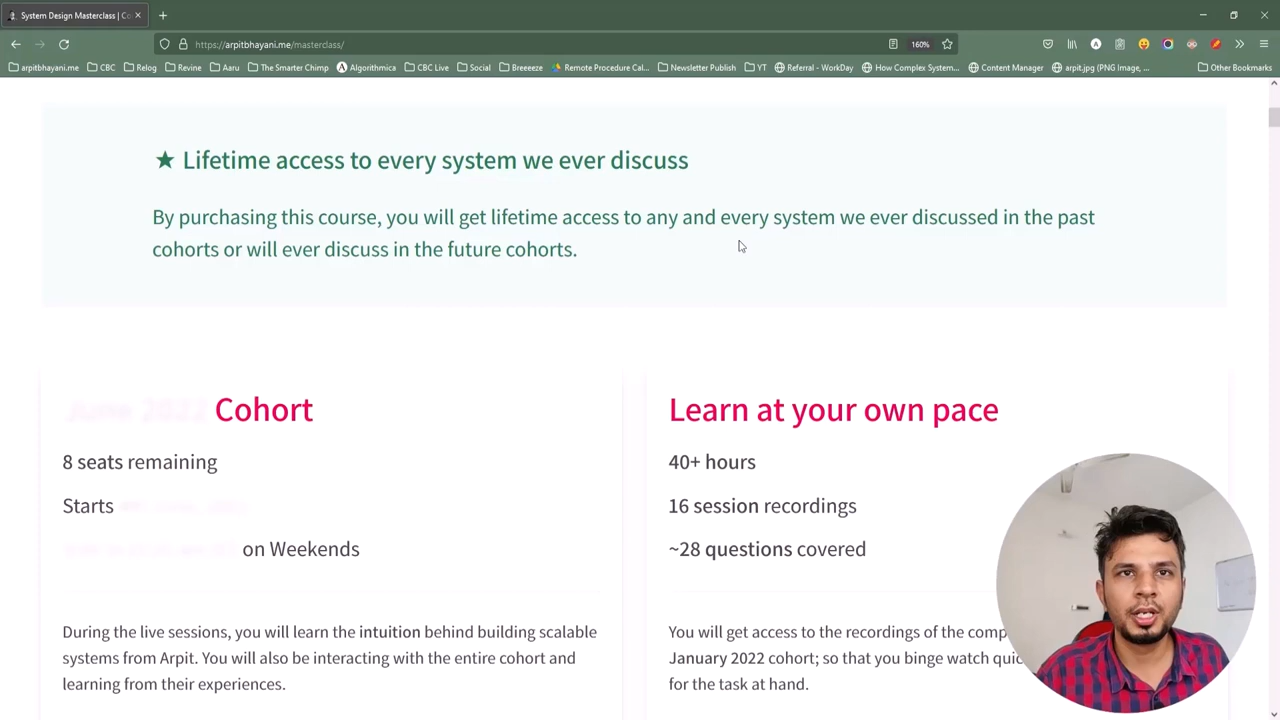 System Design Masterclass | Co
https://arpitbhayani.me/masterclass/
160%
arpitbhayani.me
CBC
Relog
Revine
Aaru
The Smarter Chimp
Algorithmica
CBC Live
Social
Breeeeze
Remote Procedure Cal...
Newsletter Publish
YT
Referral - WorkDay
How Complex System...
Content Manager
arpit.jpg (PNG Image, ...
Other Bookmarks
★ Lifetime access to every system we ever discuss
By purchasing this course, you will get lifetime access to any and every system we ever discussed in the past
cohorts or will ever discuss in the future cohorts.
June 2022 Cohort
8 seats remaining
Starts
on Weekends
During the live sessions, you will learn the intuition behind building scalable
systems from Arpit. You will also be interacting with the entire cohort and
learning from their experiences.
Learn at your own pace
40+ hours
16 session recordings
~28 questions covered
You will get access to the recordings of the comp
January 2022 cohort; so that you binge watch quic
for the task at hand.